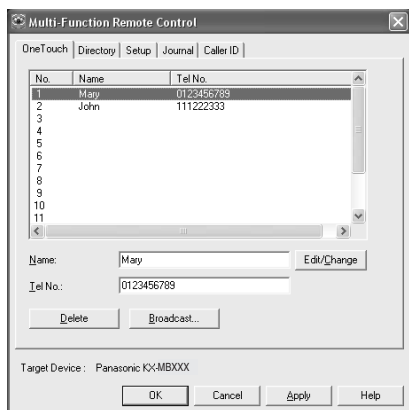 Multi-Function Remote Control
OneTouch Directory Setup Journal Caller ID
No. Name Tel No.
1 Mary 0123456789
2 John 111222333
3
4
5
6
7
8
9
10
11
Name: Mary Edit/Change
Tel No.: 0123456789
Delete Broadcast...
Target Device : Panasonic KX-MBXXX
OK Cancel Apply Help